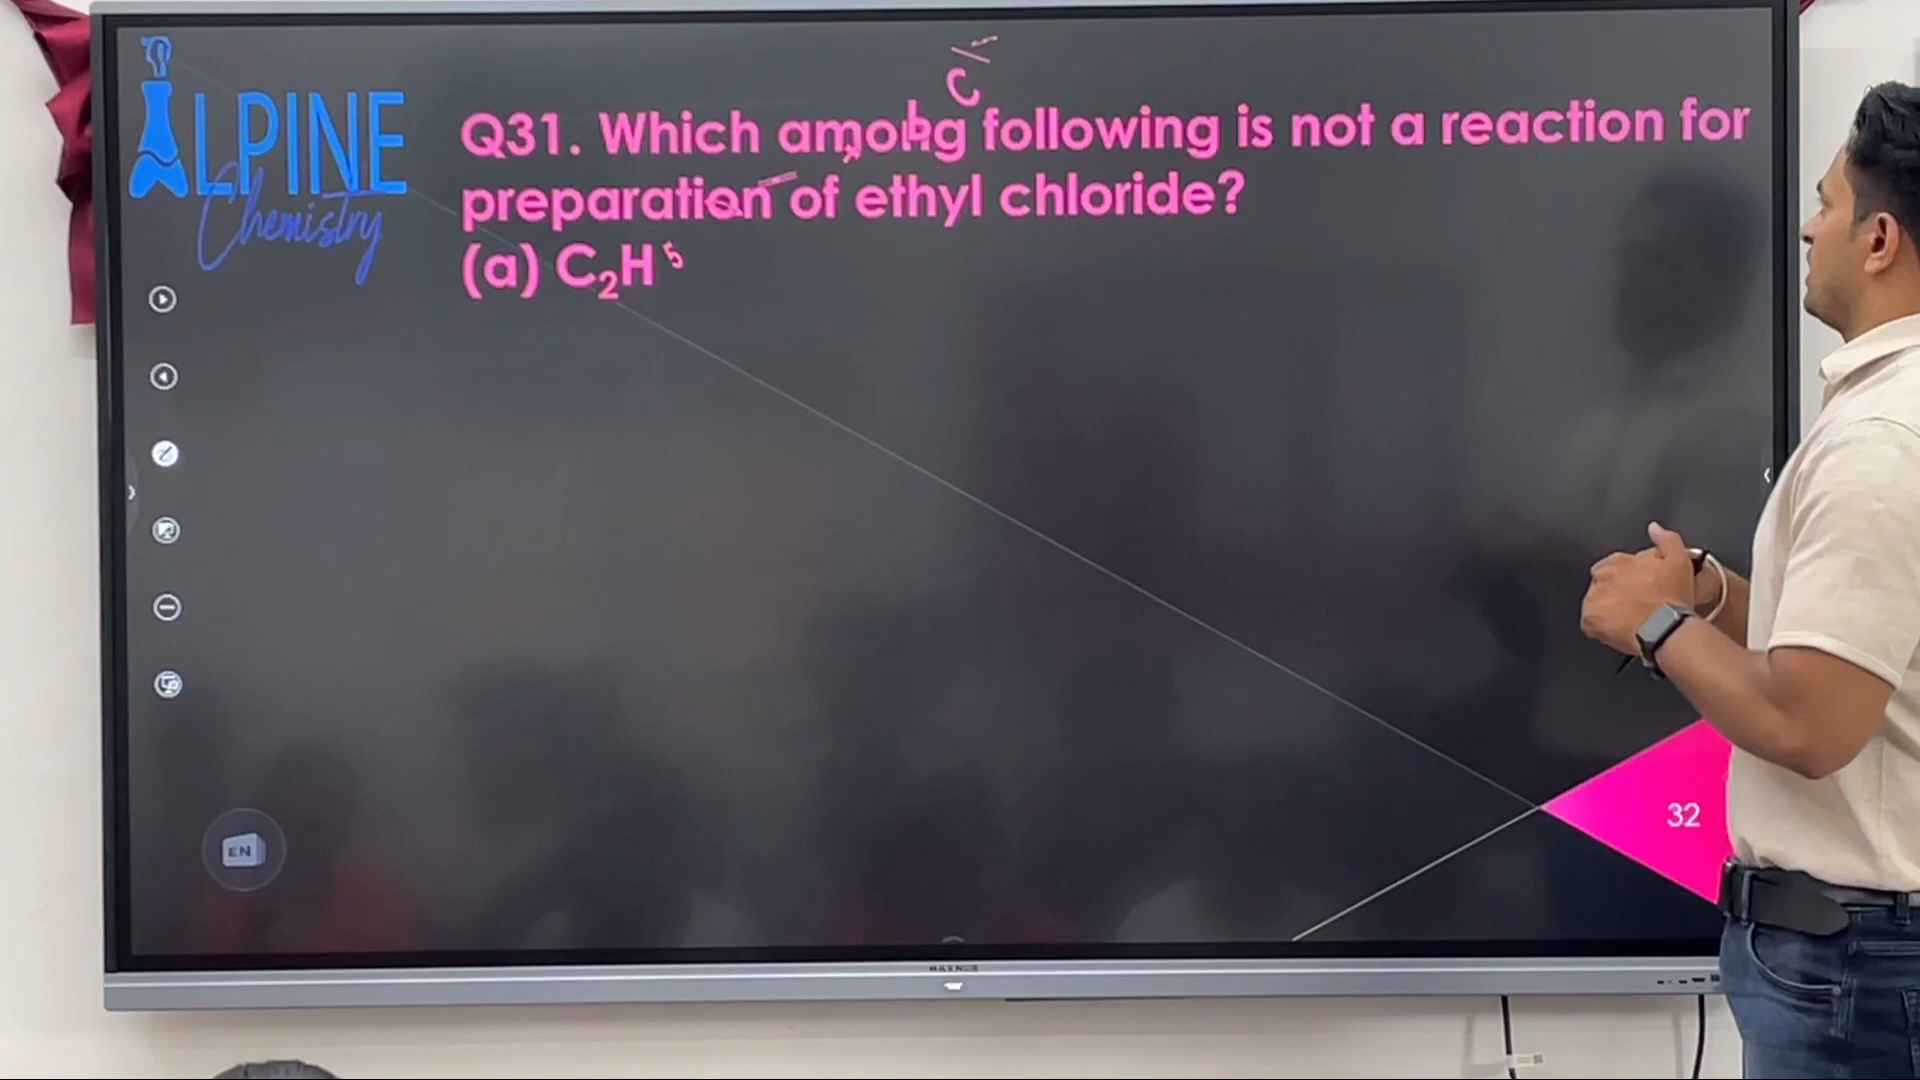 ALPINE
Chemistry
Q31. Which among following is not a reaction for
preparation of ethyl chloride?
(a) C₂H5
EN
32